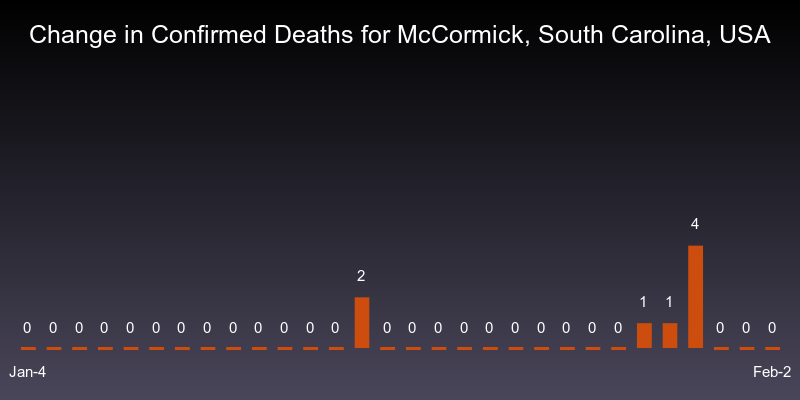 Change in Confirmed Deaths for McCormick, South Carolina, USA
4
2
1 1
0 0 0 0 0 0 0 0 0 0 0 0 0 0 0 0 0 0 0 0 0 0 0 0 0 0
Jan-4 Feb-2